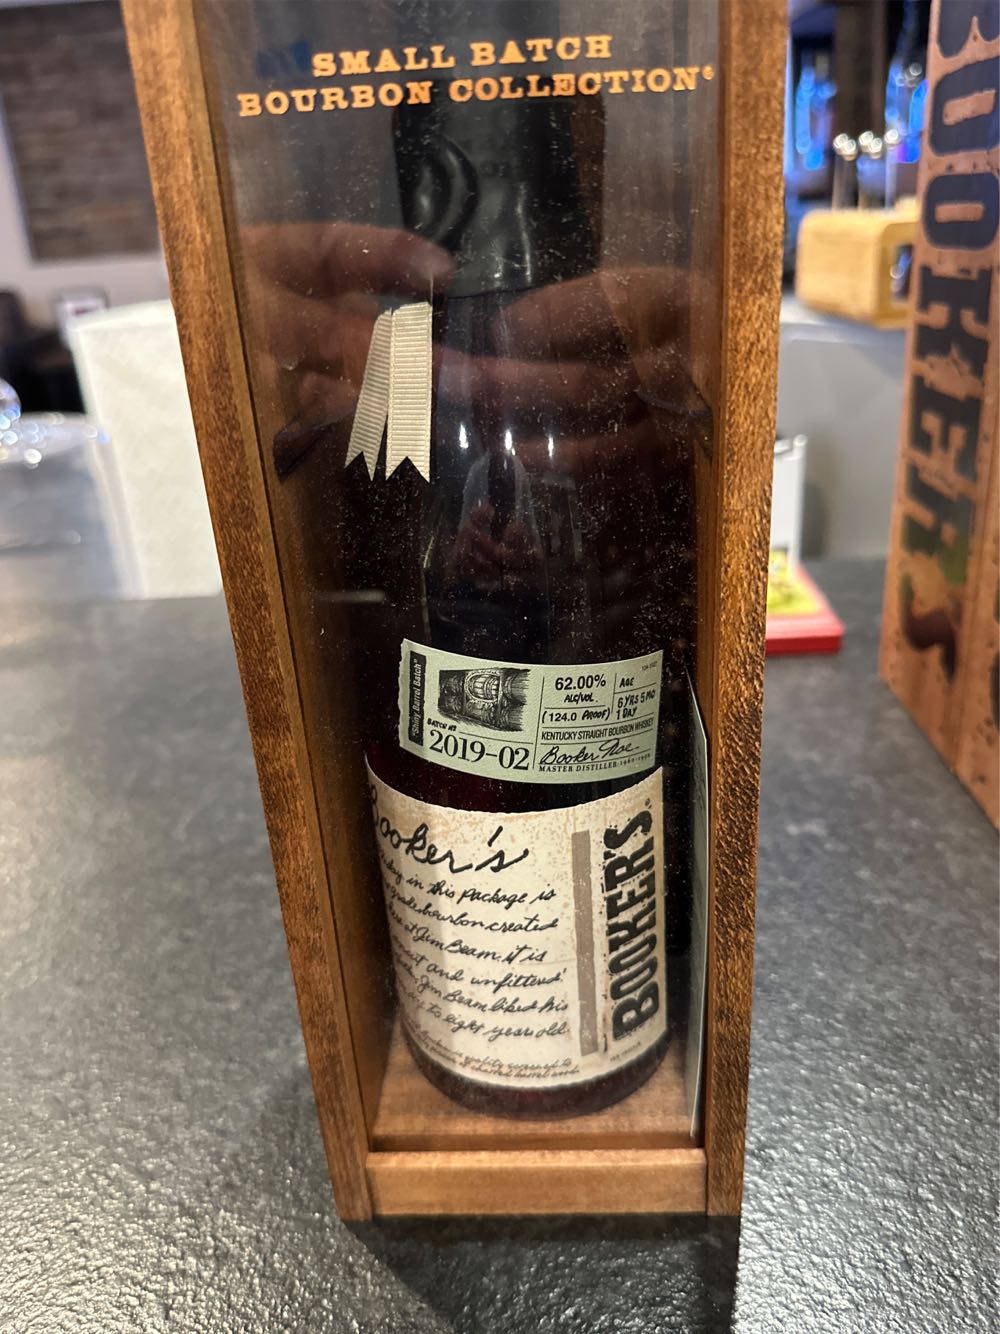 SMALL BATCH
BOURBON COLLECTION®
BOOKER'S
"Shiny Barrel Batch"
BATCH Nº
2019-02
62.00%
ALC/VOL.
(124.0 PROOF)
AGE
6 YRS 5 MO
1 DAY
KENTUCKY STRAIGHT BOURBON WHISKEY
Booker Noe
MASTER DISTILLER
Booker's
in this package is
bourbon created
at Jim Beam. it is
and unfiltered.
Jim Beam liked his
to eight years old.
BOOKER'S®